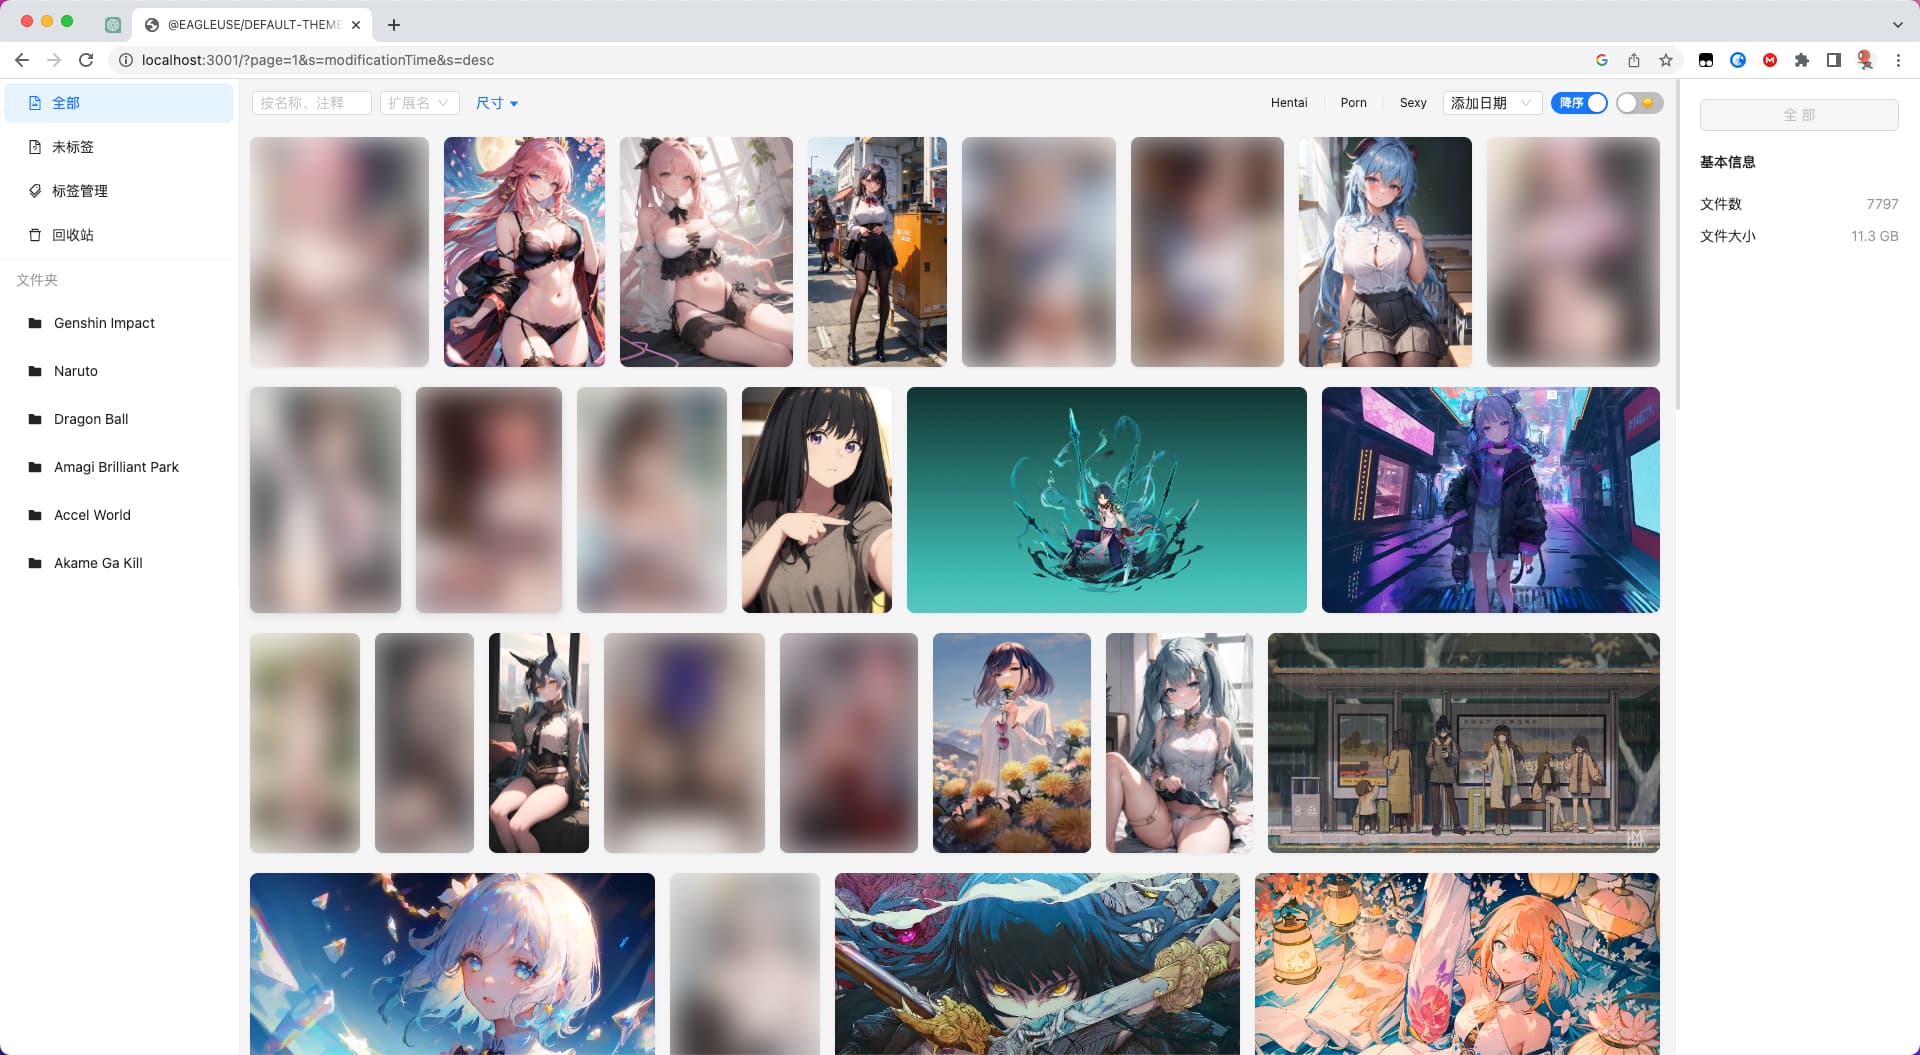 @EAGLEUSE/DEFAULT-THEME
localhost:3001/?page=1&s=modificationTime&s=desc
全部
未标签
标签管理
回收站
文件夹
Genshin Impact
Naruto
Dragon Ball
Amagi Brilliant Park
Accel World
Akame Ga Kill
按名称、注释
扩展名
尺寸
Hentai
Porn
Sexy
添加日期
降序
全 部
基本信息
文件数 7797
文件大小 11.3 GB